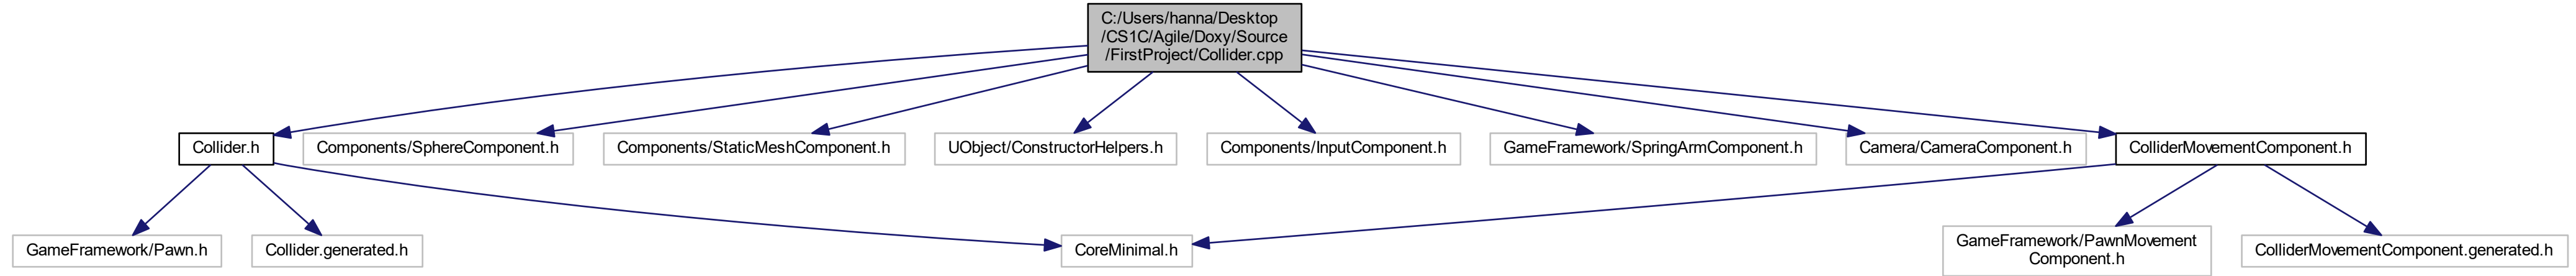 C:/Users/hanna/Desktop
/CS1C/Agile/Doxy/Source
/FirstProject/Collider.cpp
Collider.h
Components/SphereComponent.h
Components/StaticMeshComponent.h
UObject/ConstructorHelpers.h
Components/InputComponent.h
GameFramework/SpringArmComponent.h
Camera/CameraComponent.h
ColliderMovementComponent.h
GameFramework/Pawn.h
Collider.generated.h
CoreMinimal.h
GameFramework/PawnMovement
Component.h
ColliderMovementComponent.generated.h